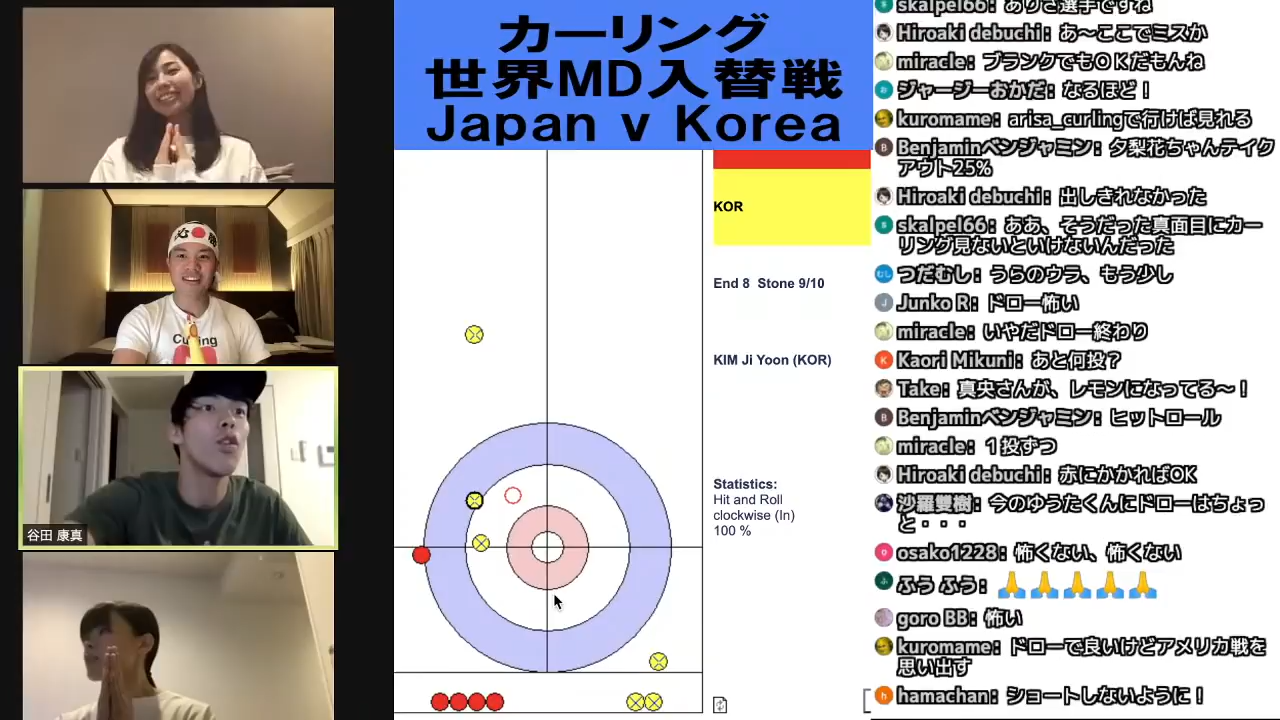 カーリング
世界MD入替戦
Japan v Korea
KOR
End 8 Stone 9/10
KIM Ji Yoon (KOR)
Statistics:
Hit and Roll
clockwise (In)
100 %
必
勝
Curling
谷田 康真
skalpel66: ありさ選手ですね
Hiroaki debuchi: あ～ここでミスか
miracle: ブランクでもＯＫだもんね
ジャージーおかだ: なるほど！
kuromame: arisa_curlingで行けば見れる
Benjaminベンジャミン: 夕梨花ちゃんテイク
アウト25%
Hiroaki debuchi: 出しきれなかった
skalpel66: ああ、そうだった真面目にカー
リング見ないといけないんだった
つだむし: うらのウラ、もう少し
Junko R: ドロー怖い
miracle: いやだドロー終わり
Kaori Mikuni: あと何投？
Take: 真央さんが、レモンになってる～！
Benjaminベンジャミン: ヒットロール
miracle: １投ずつ
Hiroaki debuchi: 赤にかかればOK
沙羅雙樹: 今のゆうたくんにドローはちょっ
と・・・
osako1228: 怖くない、怖くない
ふう ふう: 🙏🙏🙏🙏🙏
goro BB: 怖い
kuromame: ドローで良いけどアメリカ戦を
思い出す
hamachan: ショートしないように！